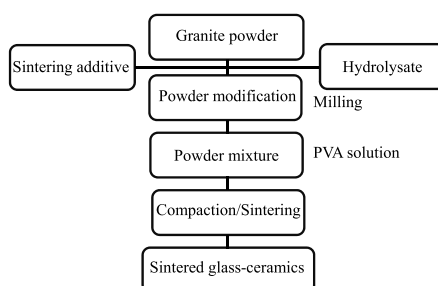 Granite powder
Sintering additive
Hydrolysate
Powder modification
Milling
Powder mixture
PVA solution
Compaction/Sintering
Sintered glass-ceramics